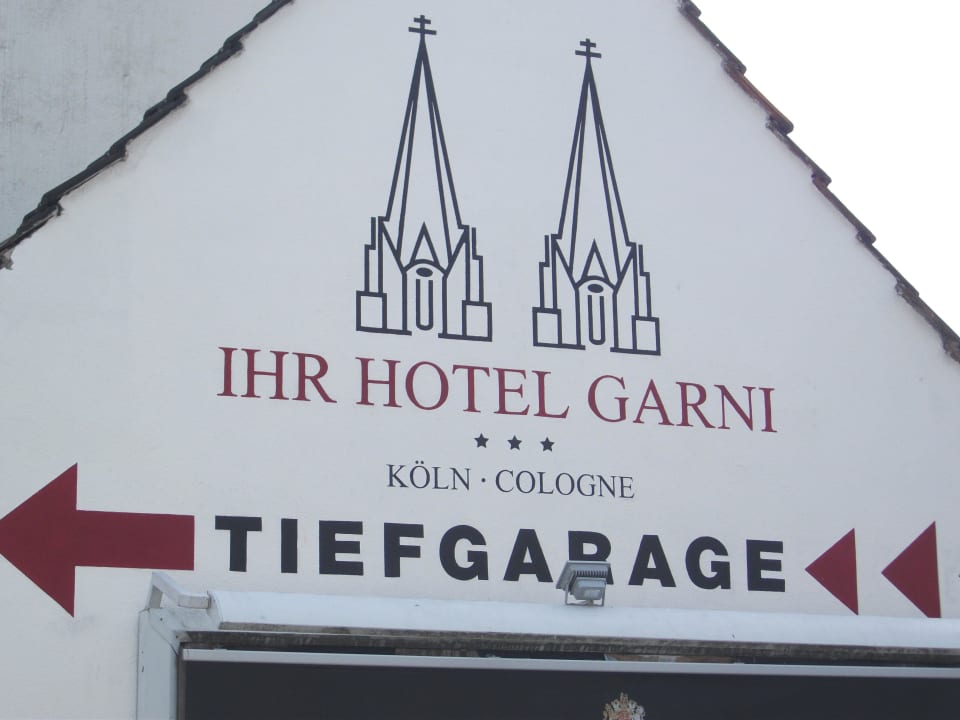 IHR HOTEL GARNI
★ ★ ★
KÖLN · COLOGNE
TIEFGARAGE